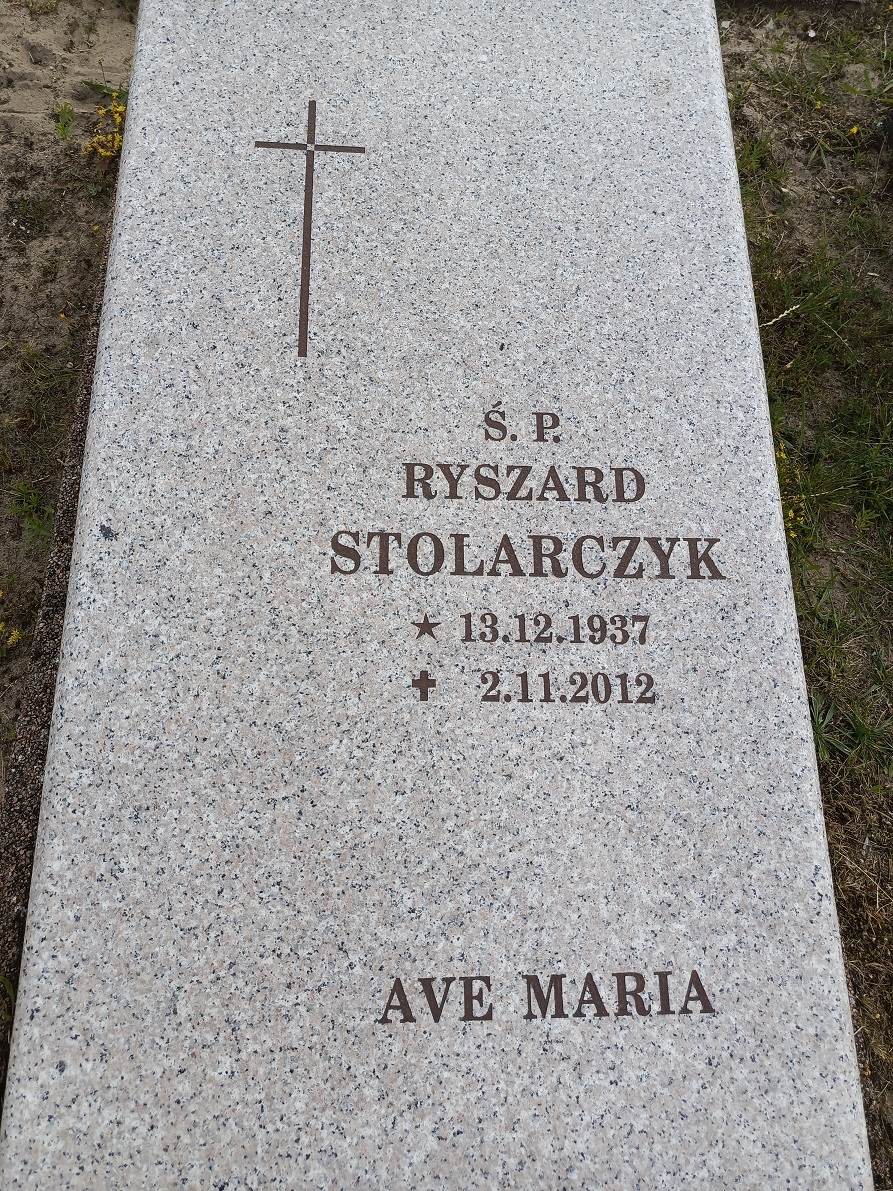 Ś. P.
RYSZARD
STOLARCZYK
★ 13.12.1937
✝ 2.11.2012
AVE MARIA